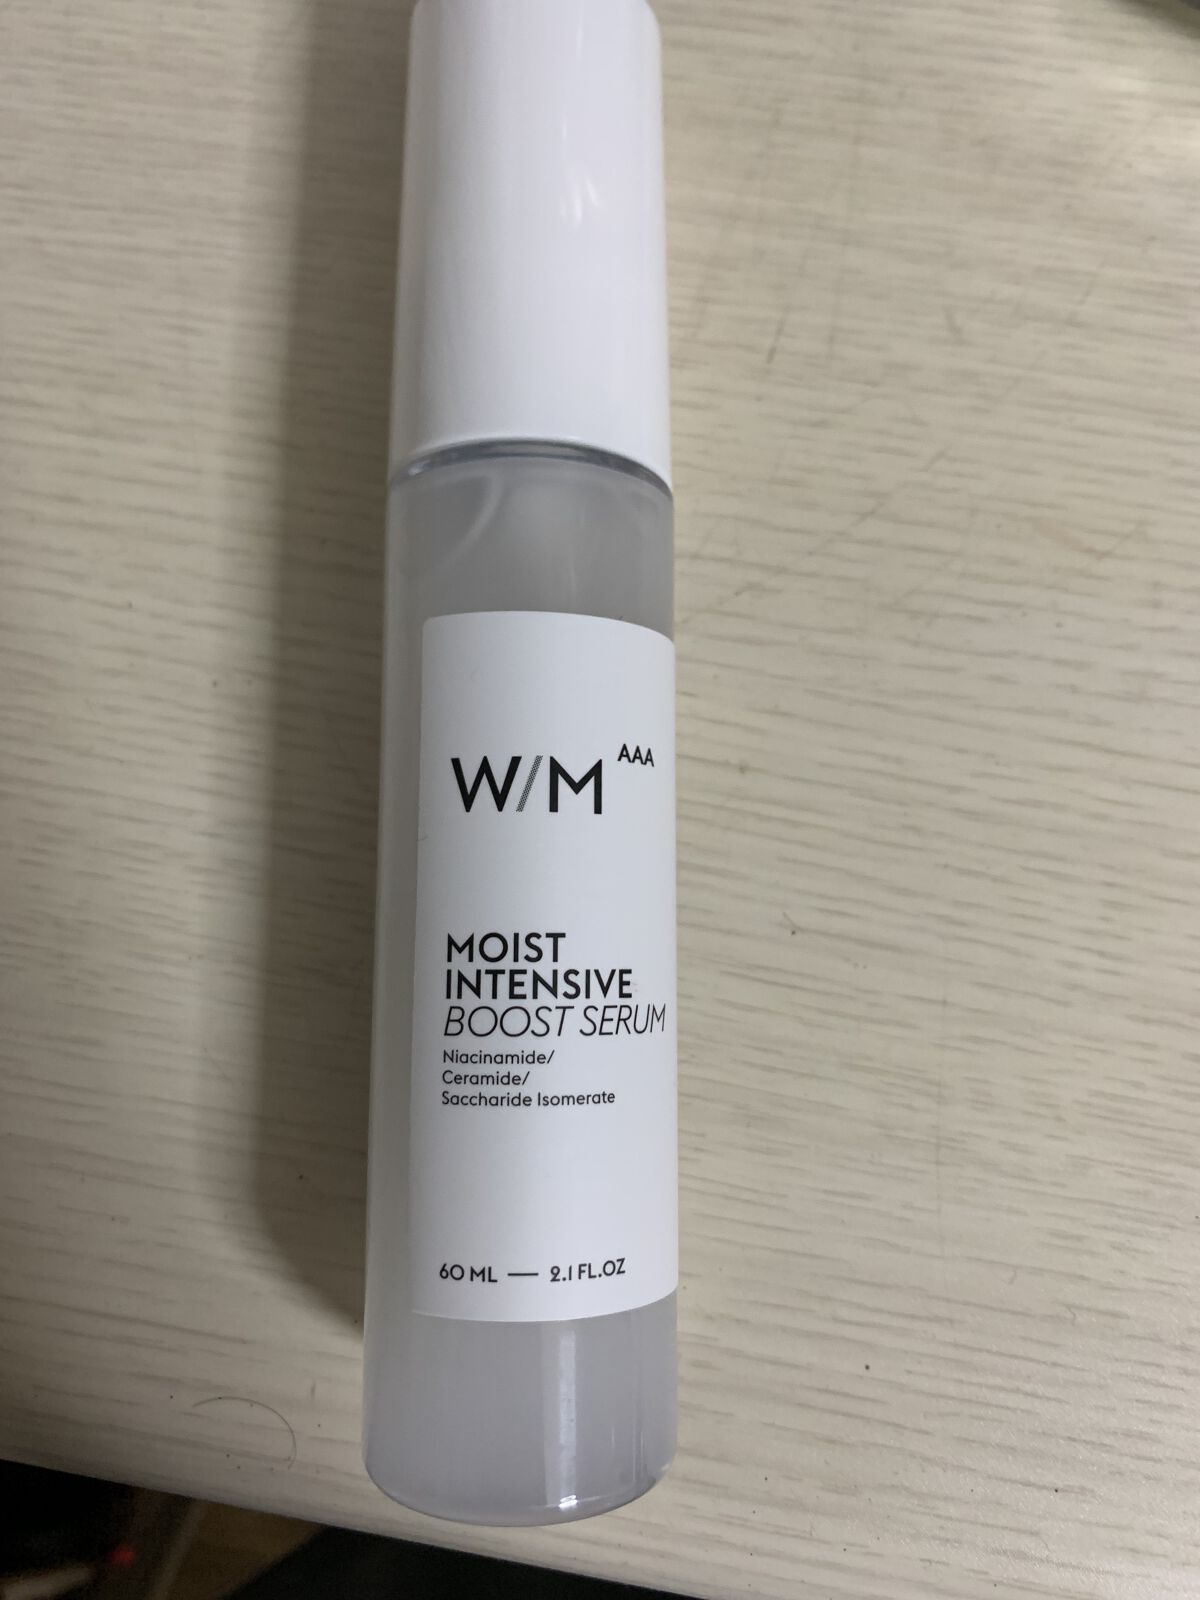 W/M AAA
MOIST
INTENSIVE
BOOST SERUM
Niacinamide/
Ceramide/
Saccharide Isomerate
60 ML — 2.1 FL.OZ